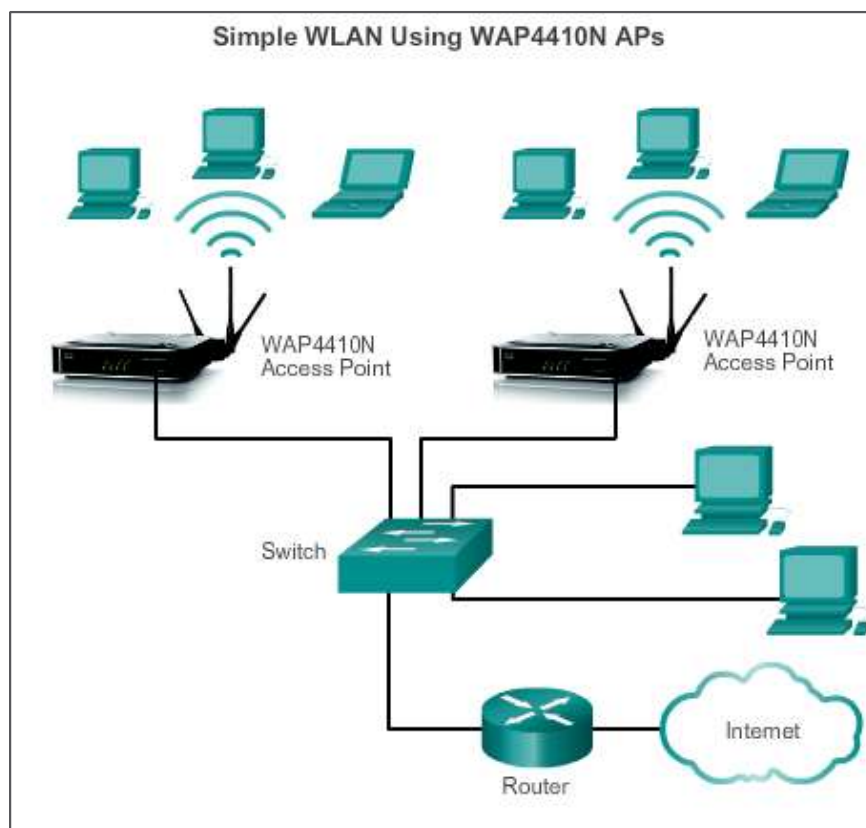 Simple WLAN Using WAP4410N APs
WAP4410N
Access Point
WAP4410N
Access Point
Switch
Internet
Router